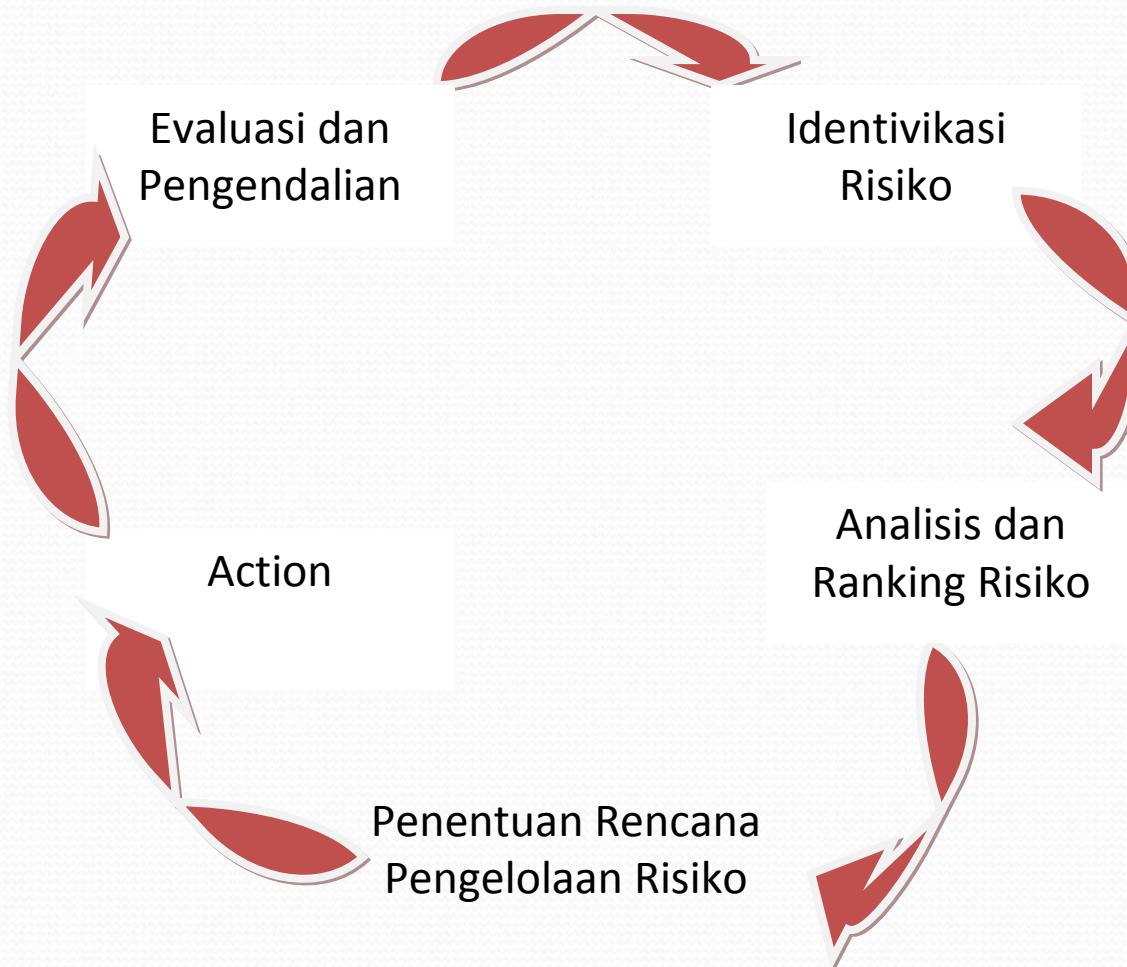 Evaluasi dan
Pengendalian
Identivikasi
Risiko
Analisis dan
Ranking Risiko
Penentuan Rencana
Pengelolaan Risiko
Action